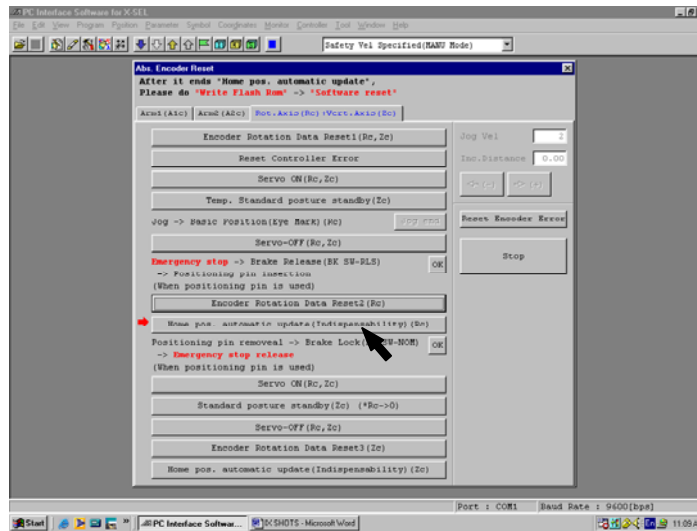 PC Interface Software for X-SEL
File Edit View Program Position Parameter Symbol Coordinates Monitor Controller Tool Window Help
Safety Vel Specified(MANU Mode)
Abs. Encoder Reset
After it ends "Home pos. automatic update",
Please do "Write Flash Rom" -> "Software reset"
Arm1(A1c) Arm2(A2c) Rot.Axis(Rc)+Vert.Axis(Zc)
Encoder Rotation Data Reset1(Rc,Zc)
Reset Controller Error
Servo ON(Rc,Zc)
Temp. Standard posture standby(Zc)
Jog -> Basic Position(Eye Mark)(Rc) Jog end
Servo-OFF(Rc,Zc)
Emergency stop -> Brake Release(BK SW-RLS) OK
-> Positioning pin insertion
(When positioning pin is used)
Encoder Rotation Data Reset2(Rc)
Home pos. automatic update(Indispensability)(Rc)
Positioning pin removeal -> Brake Lock( SW-NOM) OK
-> Emergency stop release
(When positioning pin is used)
Servo ON(Rc,Zc)
Standard posture standby(Zc) (*Rc->0)
Servo-OFF(Rc,Zc)
Encoder Rotation Data Reset3(Zc)
Home pos. automatic update(Indispensability)(Zc)
Jog Vel 2
Inc.Distance 0.00
<-(-) ->(+)
Reset Encoder Error
Stop
Port : COM1 Baud Rate : 9600[bps]
Start PC Interface Softwar... IX SHOTS - Microsoft Word 11:09 A